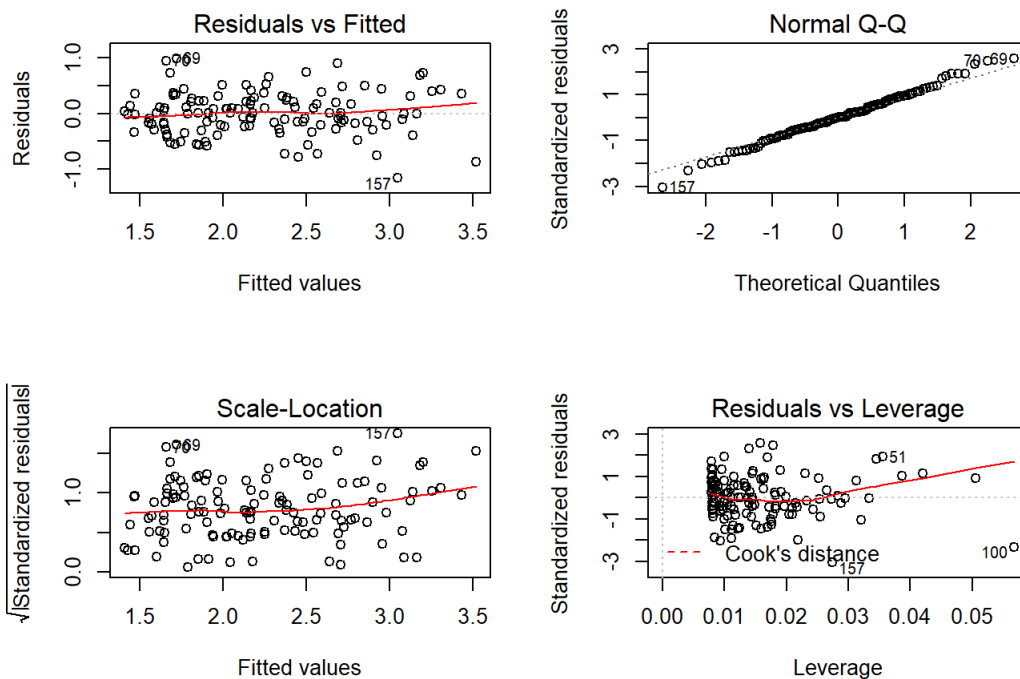 Residuals vs Fitted
Residuals
1.0
0.0
-1.0
70
69
157
1.5 2.0 2.5 3.0 3.5
Fitted values
Normal Q-Q
Standardized residuals
3
1
-1
-3
70
69
157
-2 -1 0 1 2
Theoretical Quantiles
Scale-Location
√|Standardized residuals|
1.0
0.0
70
69
157
1.5 2.0 2.5 3.0 3.5
Fitted values
Residuals vs Leverage
Standardized residuals
3
1
-1
-3
51
Cook's distance
100
157
0.00 0.01 0.02 0.03 0.04 0.05
Leverage